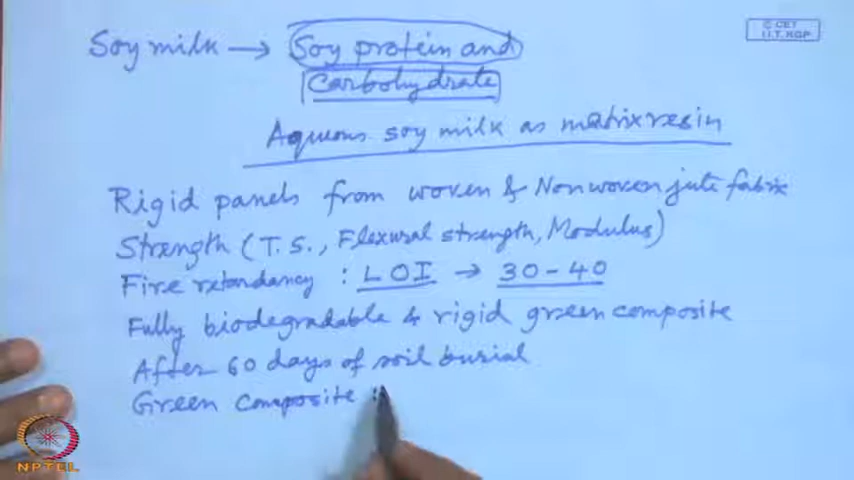 Soy milk → Soy protein and
Carbohydrate
© CET
I.I.T. KGP
Aqueous soy milk as matrix resin
Rigid panels from woven & Nonwoven jute fabric
Strength (T.S., Flexural strength, Modulus)
Fire retardancy : LOI → 30-40
Fully biodegradable & rigid green composite
After 60 days of soil burial
Green composite :
NPTEL